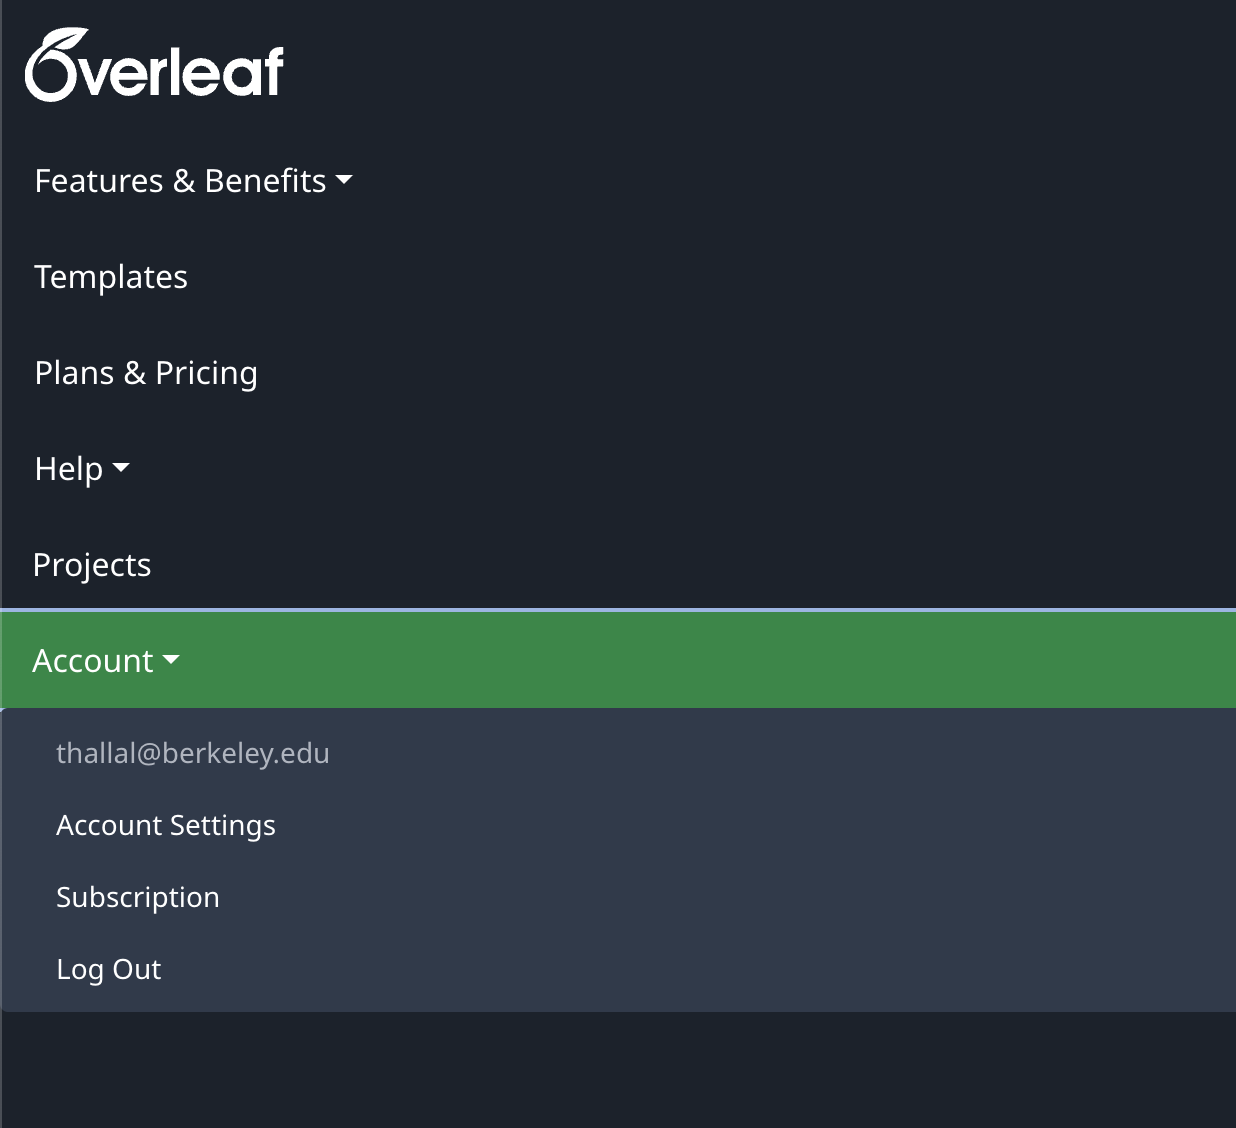 Overleaf
Features & Benefits
Templates
Plans & Pricing
Help
Projects
Account
thallal@berkeley.edu
Account Settings
Subscription
Log Out